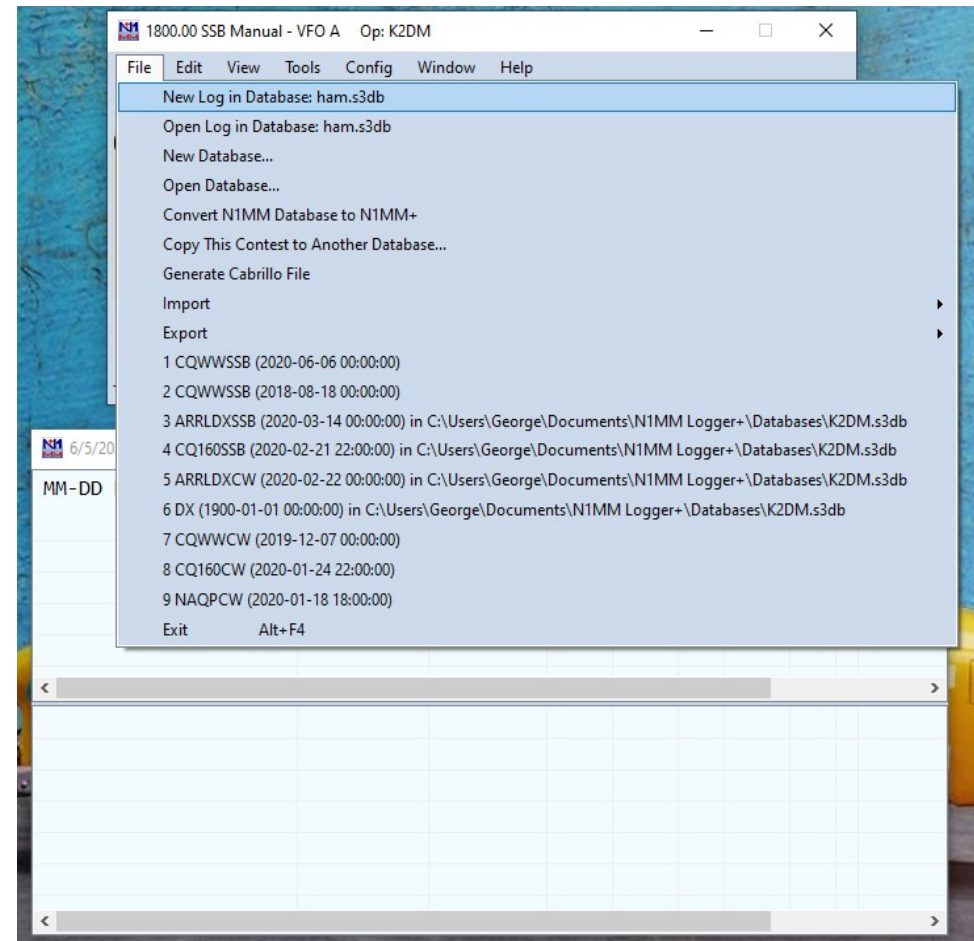 N1MM 1800.00 SSB Manual - VFO A Op: K2DM
File Edit View Tools Config Window Help
New Log in Database: ham.s3db
Open Log in Database: ham.s3db
New Database...
Open Database...
Convert N1MM Database to N1MM+
Copy This Contest to Another Database...
Generate Cabrillo File
Import
Export
1 CQWWSSB (2020-06-06 00:00:00)
2 CQWWSSB (2018-08-18 00:00:00)
3 ARRLDXSSB (2020-03-14 00:00:00) in C:\Users\George\Documents\N1MM Logger+\Databases\K2DM.s3db
4 CQ160SSB (2020-02-21 22:00:00) in C:\Users\George\Documents\N1MM Logger+\Databases\K2DM.s3db
5 ARRLDXCW (2020-02-22 00:00:00) in C:\Users\George\Documents\N1MM Logger+\Databases\K2DM.s3db
6 DX (1900-01-01 00:00:00) in C:\Users\George\Documents\N1MM Logger+\Databases\K2DM.s3db
7 CQWWCW (2019-12-07 00:00:00)
8 CQ160CW (2020-01-24 22:00:00)
9 NAQPCW (2020-01-18 18:00:00)
Exit Alt+F4
N1MM 6/5/20
MM-DD